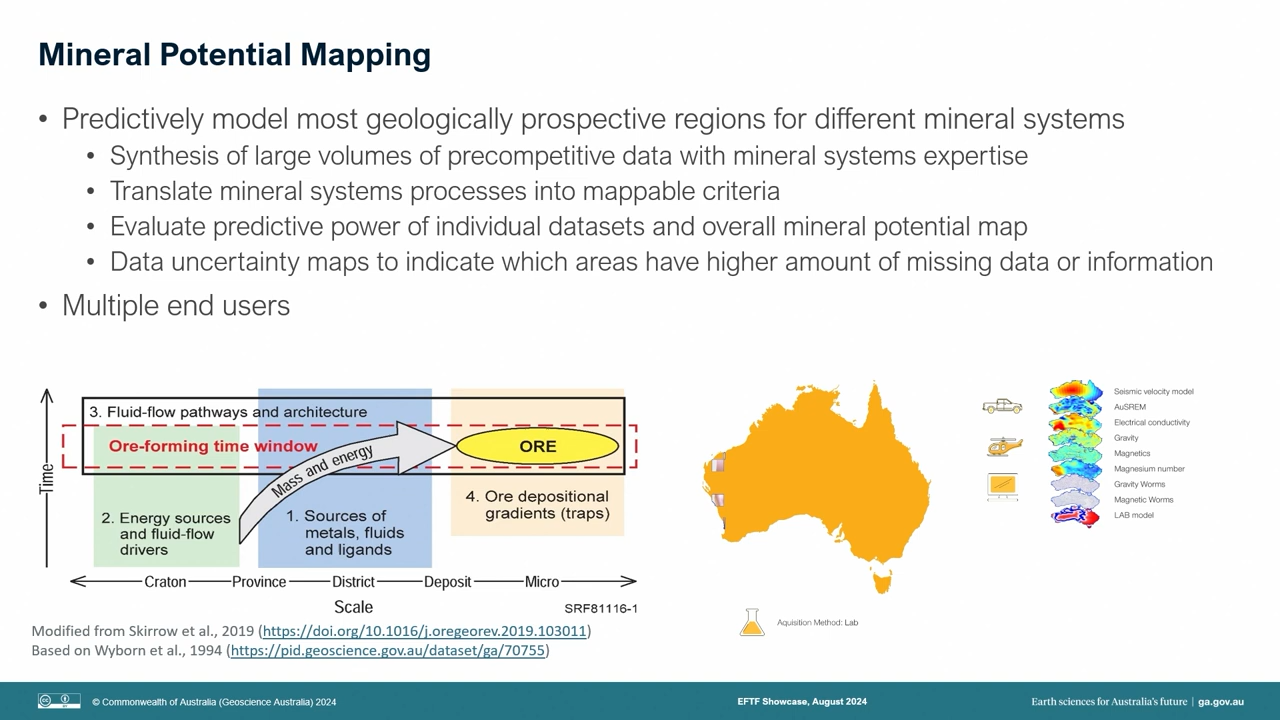 Mineral Potential Mapping
• Predictively model most geologically prospective regions for different mineral systems
• Synthesis of large volumes of precompetitive data with mineral systems expertise
• Translate mineral systems processes into mappable criteria
• Evaluate predictive power of individual datasets and overall mineral potential map
• Data uncertainty maps to indicate which areas have higher amount of missing data or information
• Multiple end users
Time
3. Fluid-flow pathways and architecture
Ore-forming time window
Mass and energy
ORE
2. Energy sources
and fluid-flow
drivers
1. Sources of
metals, fluids
and ligands
4. Ore depositional
gradients (traps)
Craton Province District Deposit Micro
Scale
SRF81116-1
Modified from Skirrow et al., 2019 (https://doi.org/10.1016/j.oregeorev.2019.103011)
Based on Wyborn et al., 1994 (https://pid.geoscience.gov.au/dataset/ga/70755)
Aquisition Method: Lab
Seismic velocity model
AuSREM
Electrical conductivity
Gravity
Magnetics
Magnesium number
Gravity Worms
Magnetic Worms
LAB model
© Commonwealth of Australia (Geoscience Australia) 2024
EFTF Showcase, August 2024
Earth sciences for Australia's future | ga.gov.au